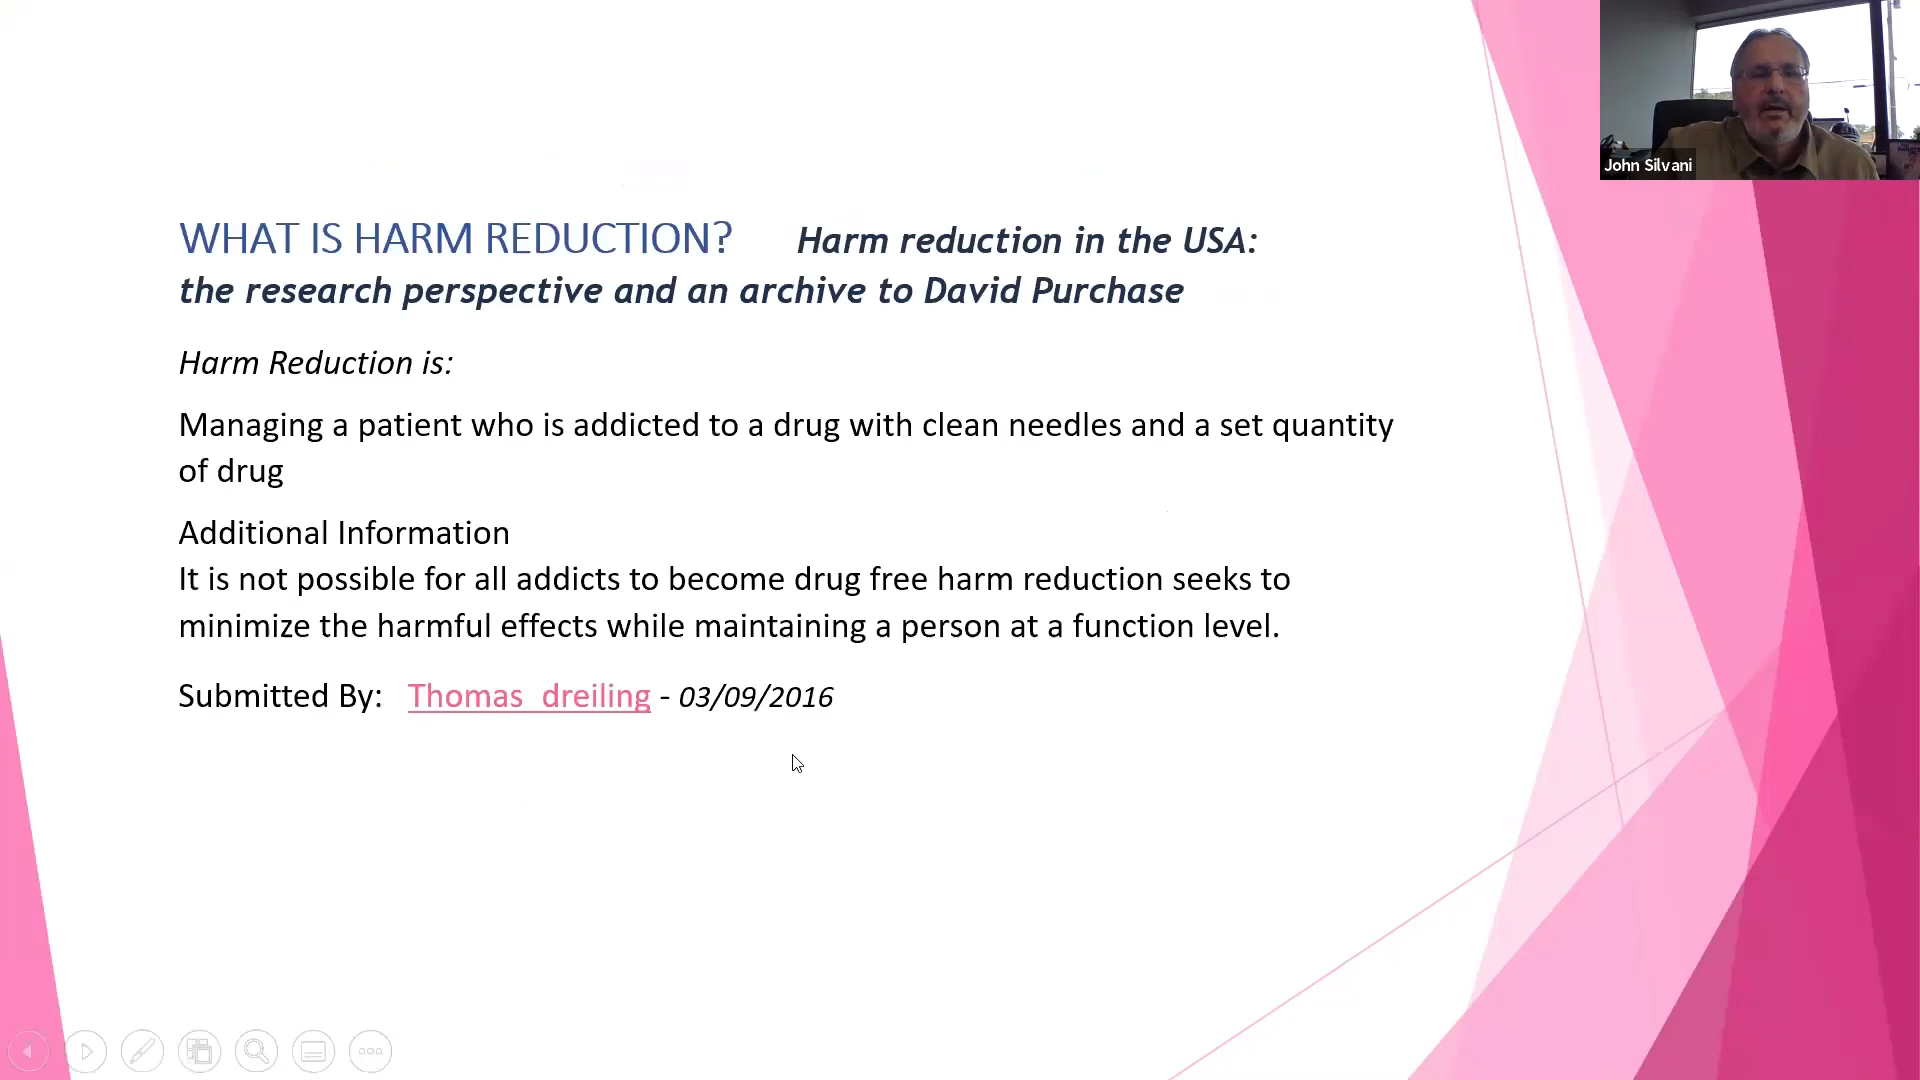 John Silvani
WHAT IS HARM REDUCTION? Harm reduction in the USA:
the research perspective and an archive to David Purchase
Harm Reduction is:
Managing a patient who is addicted to a drug with clean needles and a set quantity
of drug
Additional Information
It is not possible for all addicts to become drug free harm reduction seeks to
minimize the harmful effects while maintaining a person at a function level.
Submitted By: Thomas dreiling - 03/09/2016